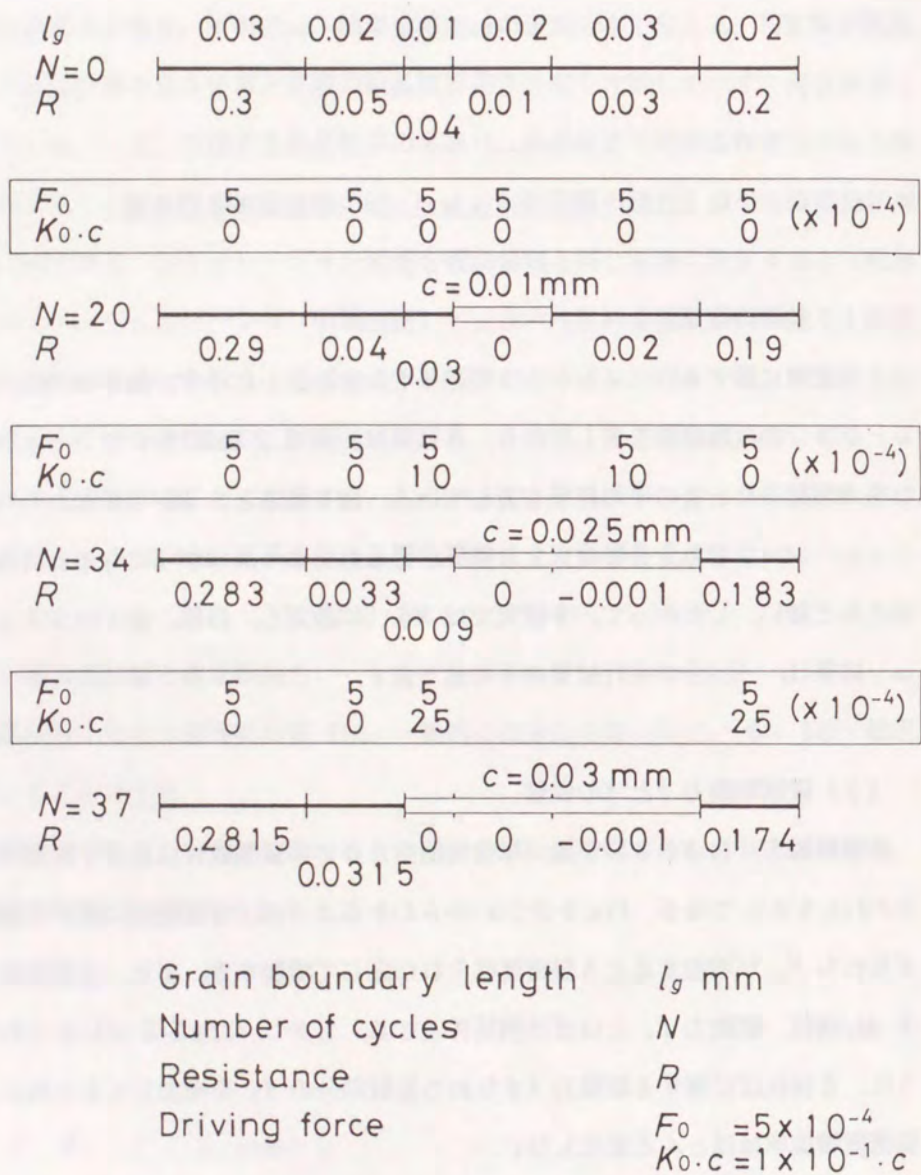 lg 0.03 0.02 0.01 0.02 0.03 0.02
N=0
R 0.3 0.05 0.04 0.01 0.03 0.2
F0 5 5 5 5 5 5
K0·c 0 0 0 0 0 0 (x10⁻⁴)
c=0.01mm
N=20
R 0.29 0.04 0.03 0 0.02 0.19
F0 5 5 5 5 5
K0·c 0 0 10 10 0 (x10⁻⁴)
c=0.025mm
N=34
R 0.283 0.033 0.009 0 -0.001 0.183
F0 5 5 5 5
K0·c 0 0 25 25 (x10⁻⁴)
c=0.03 mm
N=37
R 0.2815 0.0315 0 0 -0.0001 0.174
Grain boundary length lg mm
Number of cycles N
Resistance R
Driving force F0 =5x10⁻⁴
K0·c =1x10⁻¹·c